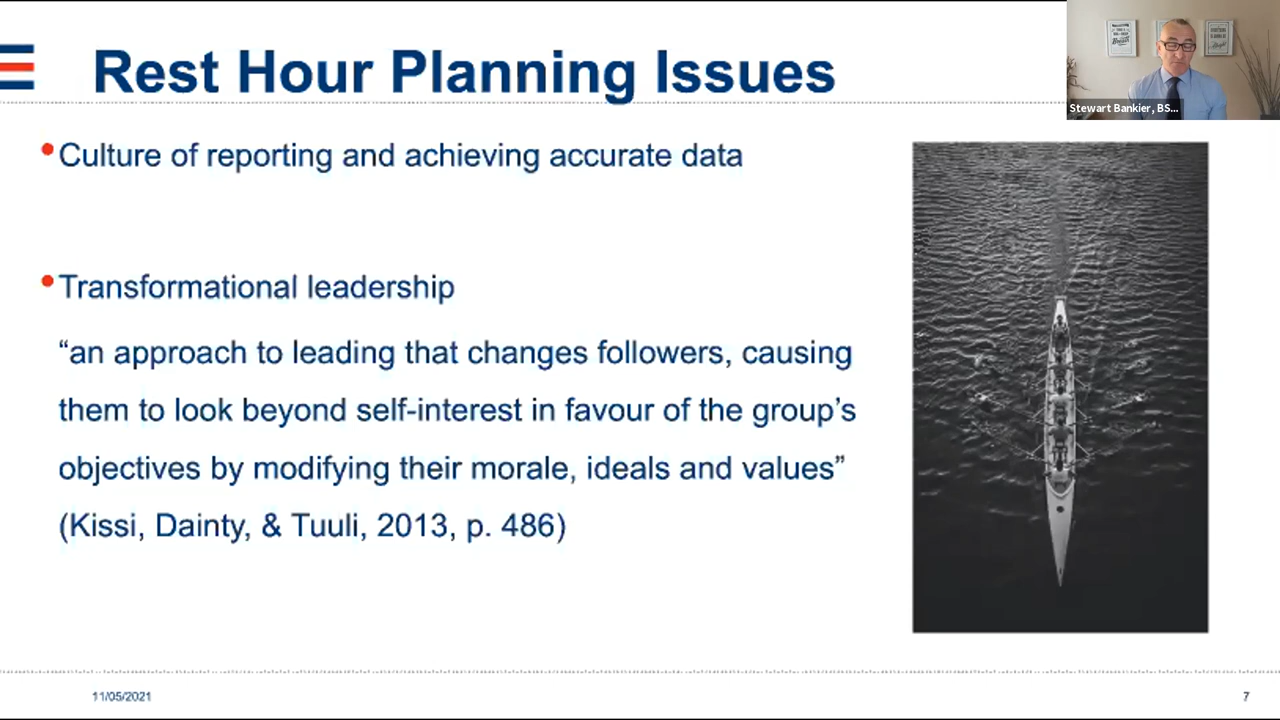 Rest Hour Planning Issues
Stewart Bankier, BS...
•Culture of reporting and achieving accurate data
•Transformational leadership
“an approach to leading that changes followers, causing
them to look beyond self-interest in favour of the group’s
objectives by modifying their morale, ideals and values”
(Kissi, Dainty, & Tuuli, 2013, p. 486)
11/05/2021
7